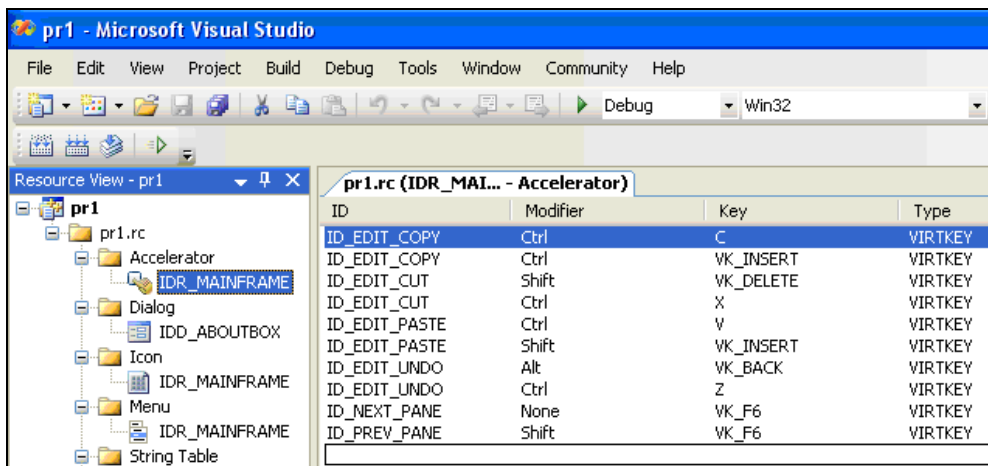 pr1 - Microsoft Visual Studio
File Edit View Project Build Debug Tools Window Community Help
Debug Win32
Resource View - pr1
pr1.rc (IDR_MAI... - Accelerator)
pr1
ID Modifier Key Type
pr1.rc
ID_EDIT_COPY Ctrl C VIRTKEY
Accelerator
ID_EDIT_COPY Ctrl VK_INSERT VIRTKEY
IDR_MAINFRAME
ID_EDIT_CUT Shift VK_DELETE VIRTKEY
Dialog
ID_EDIT_CUT Ctrl X VIRTKEY
IDD_ABOUTBOX
ID_EDIT_PASTE Ctrl V VIRTKEY
Icon
ID_EDIT_PASTE Shift VK_INSERT VIRTKEY
IDR_MAINFRAME
ID_EDIT_UNDO Alt VK_BACK VIRTKEY
ID_EDIT_UNDO Ctrl Z VIRTKEY
Menu
ID_NEXT_PANE None VK_F6 VIRTKEY
IDR_MAINFRAME
ID_PREV_PANE Shift VK_F6 VIRTKEY
String Table